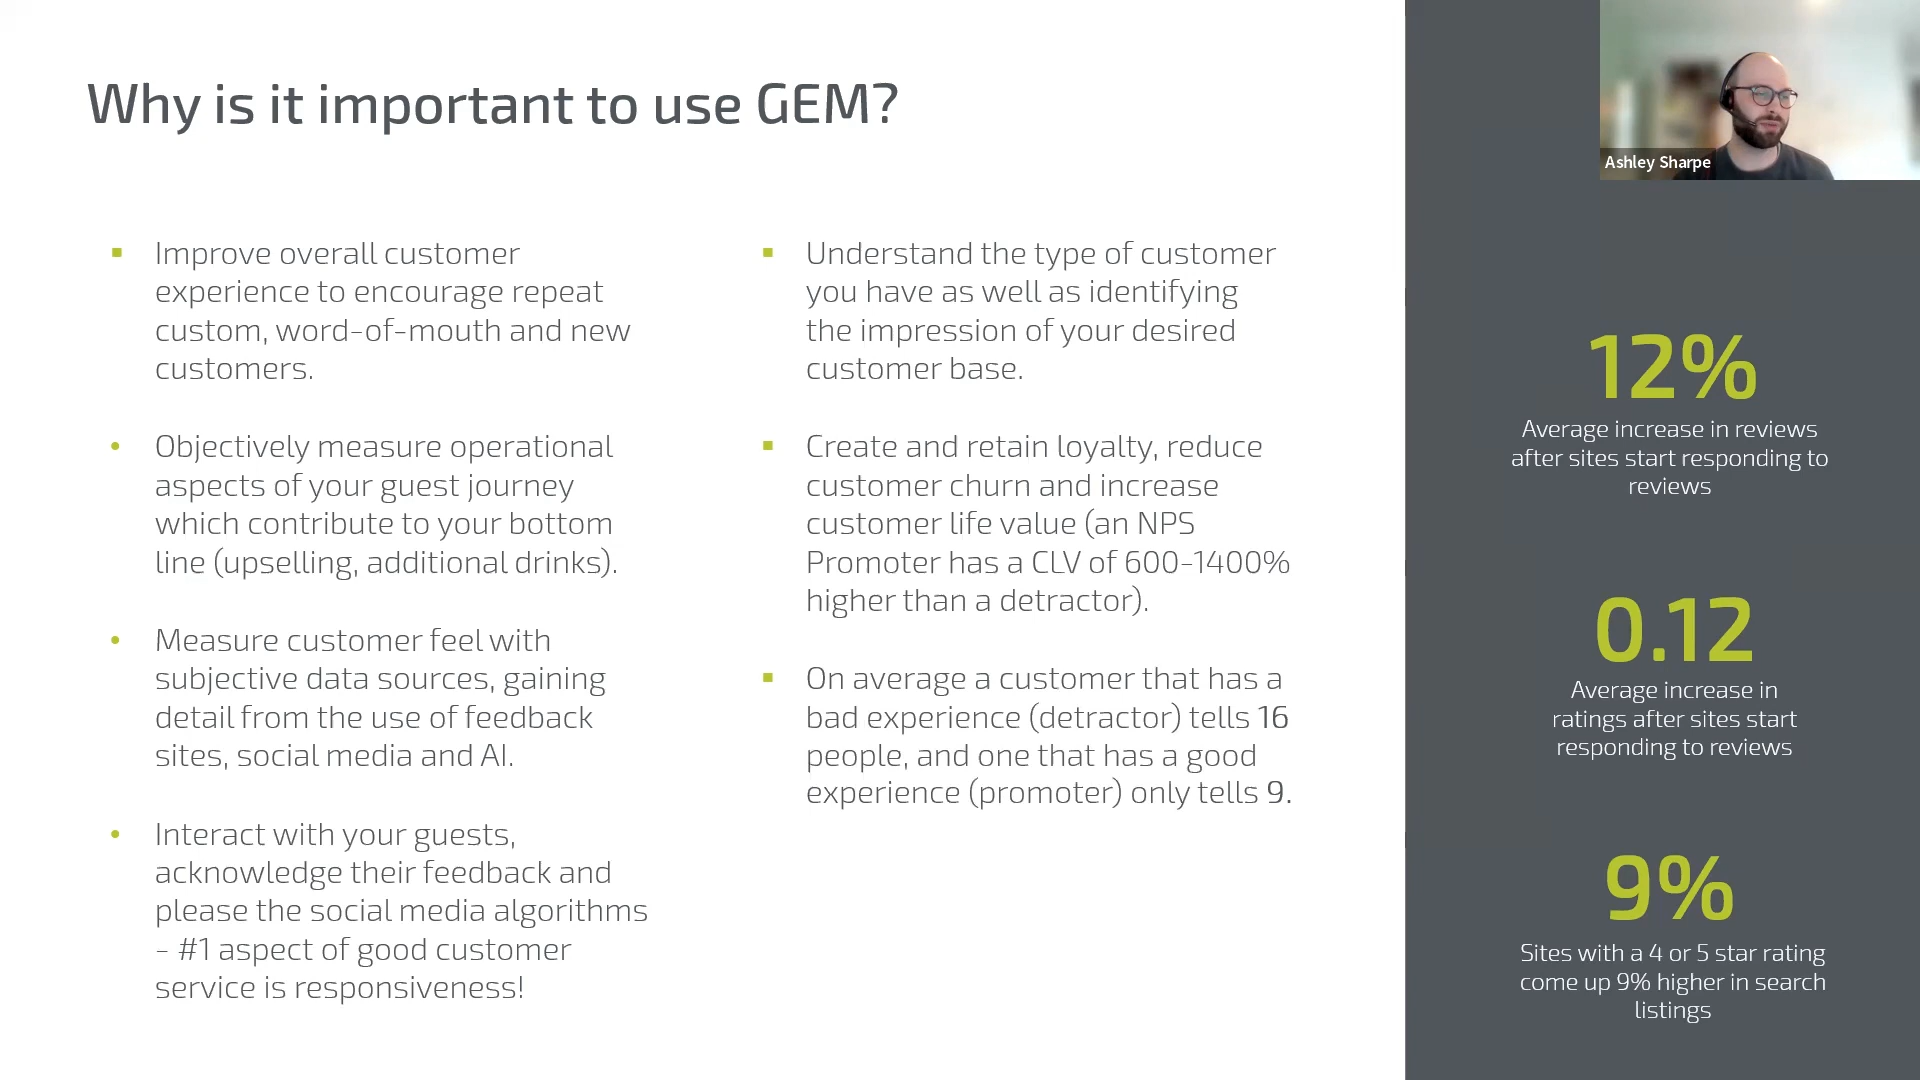 Why is it important to use GEM?
Improve overall customer
experience to encourage repeat
custom, word-of-mouth and new
customers.
Objectively measure operational
aspects of your guest journey
which contribute to your bottom
line (upselling, additional drinks).
Measure customer feel with
subjective data sources, gaining
detail from the use of feedback
sites, social media and AI.
Interact with your guests,
acknowledge their feedback and
please the social media algorithms
- #1 aspect of good customer
service is responsiveness!
Understand the type of customer
you have as well as identifying
the impression of your desired
customer base.
Create and retain loyalty, reduce
customer churn and increase
customer life value (an NPS
Promoter has a CLV of 600-1400%
higher than a detractor).
On average a customer that has a
bad experience (detractor) tells 16
people, and one that has a good
experience (promoter) only tells 9.
Ashley Sharpe
12%
Average increase in reviews
after sites start responding to
reviews
0.12
Average increase in
ratings after sites start
responding to reviews
9%
Sites with a 4 or 5 star rating
come up 9% higher in search
listings